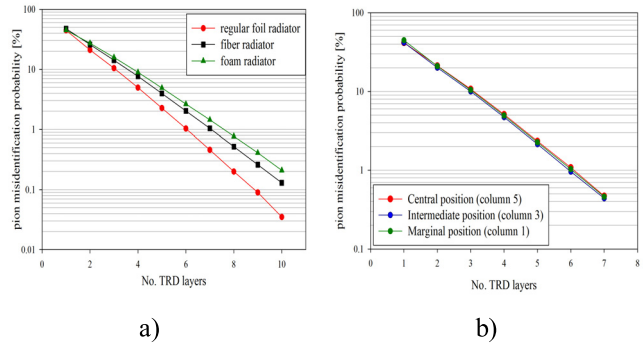 regular foil radiator
fiber radiator
foam radiator
pion misidentification probability [%]
100
10
1
0.1
0.01
0
2
4
6
8
10
No. TRD layers
a)
Central position (column 5)
Intermediate position (column 3)
Marginal position (column 1)
pion misidentification probability [%]
100
10
1
0.1
0
1
2
3
4
5
6
7
8
No. TRD layers
b)